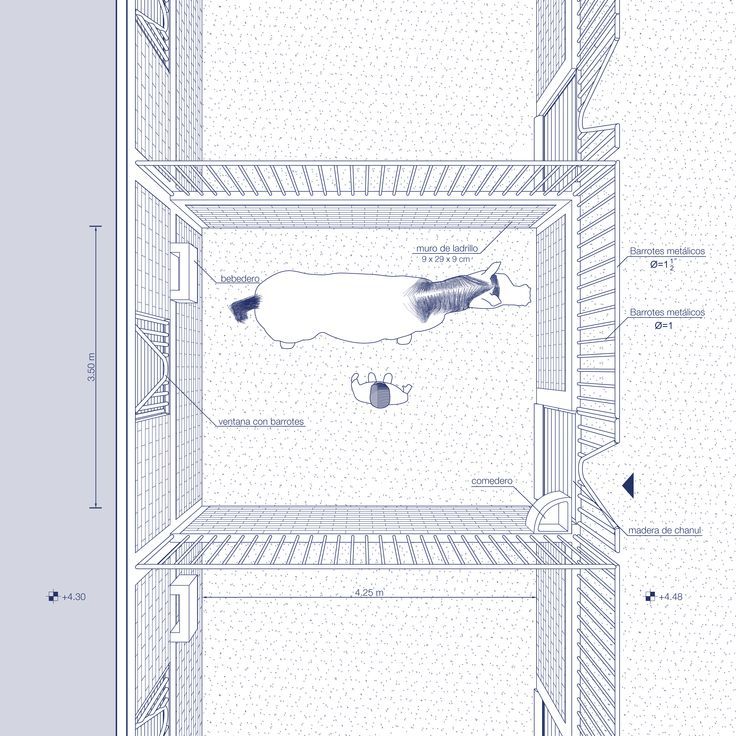 muro de ladrillo
9 x 29 x 9 cm
bebedero
Barrotes metálicos
Ø=1 1/2"
Barrotes metálicos
Ø=1
3.50 m
ventana con barrotes
comedero
madera de chanul
4.25 m
+4.30
+4.48